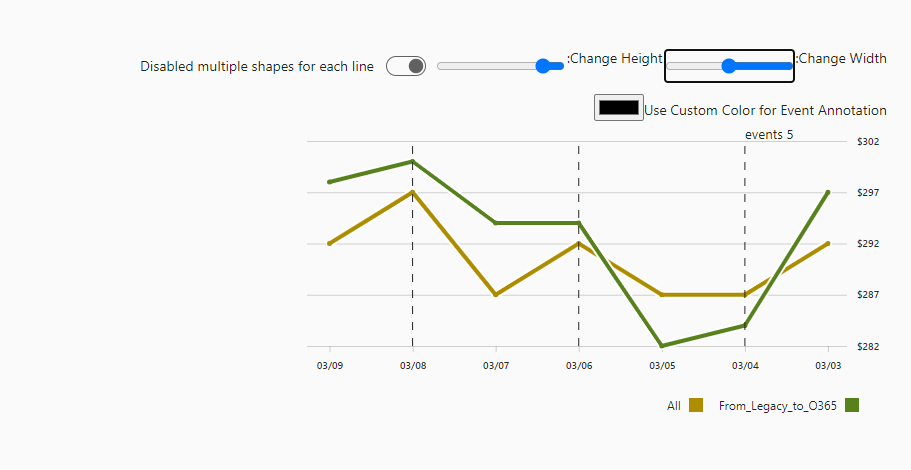 Change Width:
Change Height:
Disabled multiple shapes for each line
Use Custom Color for Event Annotation
5 events
$302
$297
$292
$287
$282
03/09 03/08 03/07 03/06 03/05 03/04 03/03
All From_Legacy_to_O365